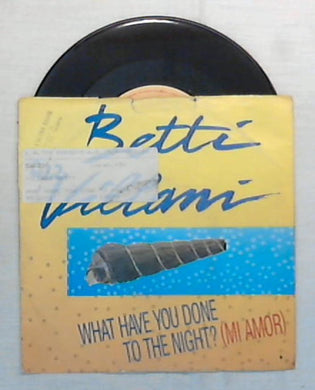 Betti
Villani
WHAT HAVE YOU DONE
TO THE NIGHT? (MI AMOR)